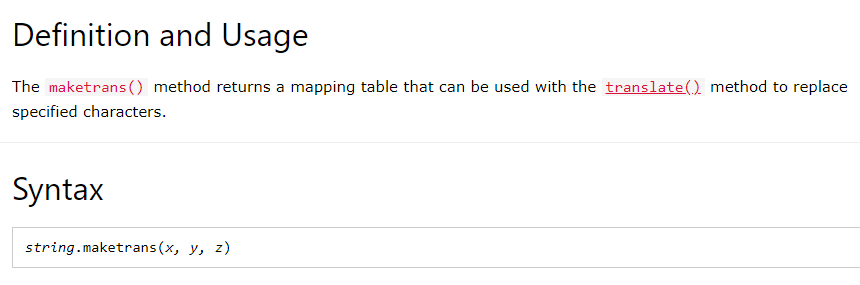 Definition and Usage
The maketrans() method returns a mapping table that can be used with the translate() method to replace
specified characters.
Syntax
string.maketrans(x, y, z)